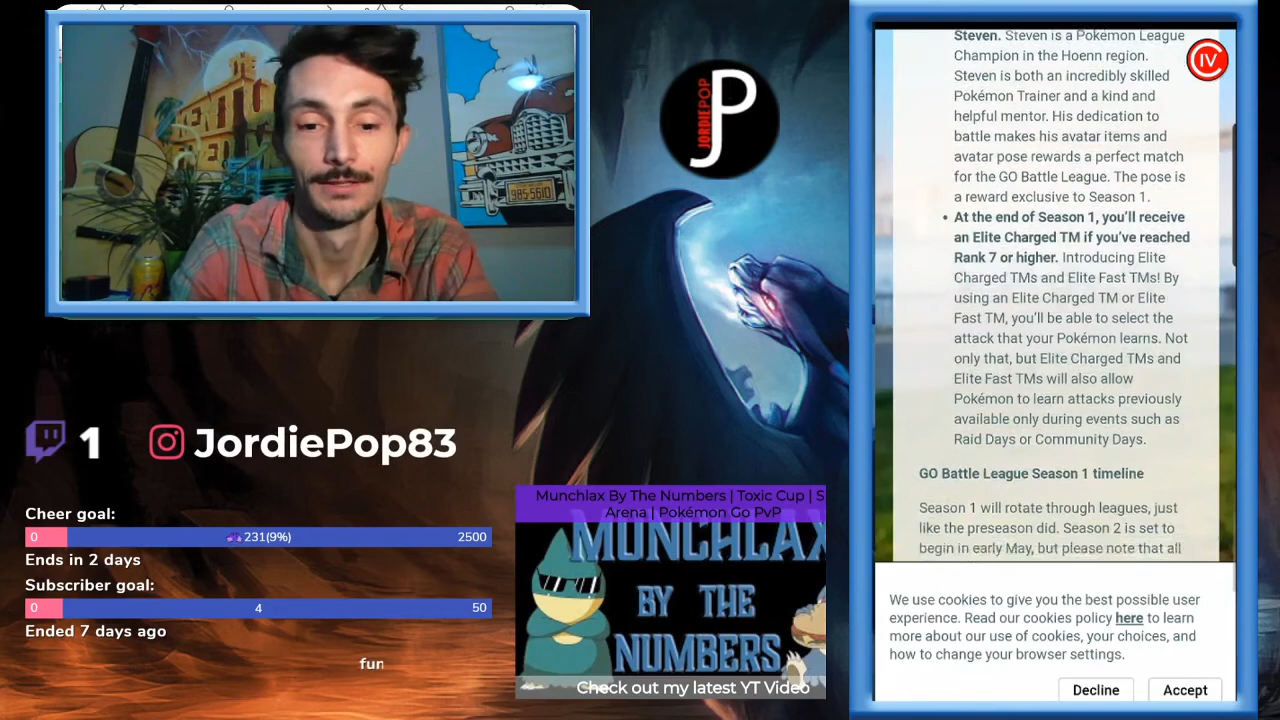 JORDIEPOP
P
985·5610
1
JordiePop83
Cheer goal:
0 231(9%) 2500
Ends in 2 days
Subscriber goal:
0 4 50
Ended 7 days ago
fun
Munchlax By The Numbers | Toxic Cup | S
Arena | Pokémon Go PvP
MUNCHLAX
BY THE
NUMBERS
Check out my latest YT Video
IV
Steven. Steven is a Pokémon League
Champion in the Hoenn region.
Steven is both an incredibly skilled
Pokémon Trainer and a kind and
helpful mentor. His dedication to
battle makes his avatar items and
avatar pose rewards a perfect match
for the GO Battle League. The pose is
a reward exclusive to Season 1.
• At the end of Season 1, you'll receive
an Elite Charged TM if you've reached
Rank 7 or higher. Introducing Elite
Charged TMs and Elite Fast TMs! By
using an Elite Charged TM or Elite
Fast TM, you'll be able to select the
attack that your Pokémon learns. Not
only that, but Elite Charged TMs and
Elite Fast TMs will also allow
Pokémon to learn attacks previously
available only during events such as
Raid Days or Community Days.
GO Battle League Season 1 timeline
Season 1 will rotate through leagues, just
like the preseason did. Season 2 is set to
begin in early May, but please note that all
We use cookies to give you the best possible user
experience. Read our cookies policy here to learn
more about our use of cookies, your choices, and
how to change your browser settings.
Decline Accept